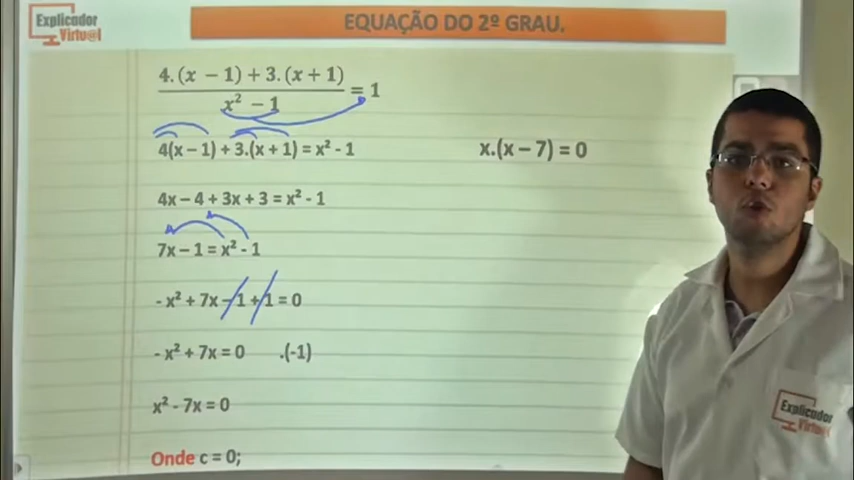 Explicador
Virtu@l
EQUAÇÃO DO 2º GRAU.
4.(x − 1) + 3.(x + 1)
x² − 1
= 1
4(x − 1) + 3.(x + 1) = x² - 1
4x − 4 + 3x + 3 = x² - 1
7x − 1 = x² - 1
- x² + 7x − 1 + 1 = 0
- x² + 7x = 0 .(-1)
x² - 7x = 0
Onde c = 0;
x.(x − 7) = 0
Explicador
Virtu@l